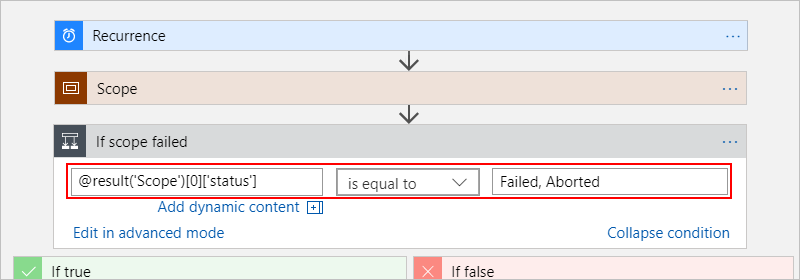 Recurrence
Scope
If scope failed
@result('Scope')[0]['status'] is equal to Failed, Aborted
Add dynamic content
Edit in advanced mode Collapse condition
If true If false